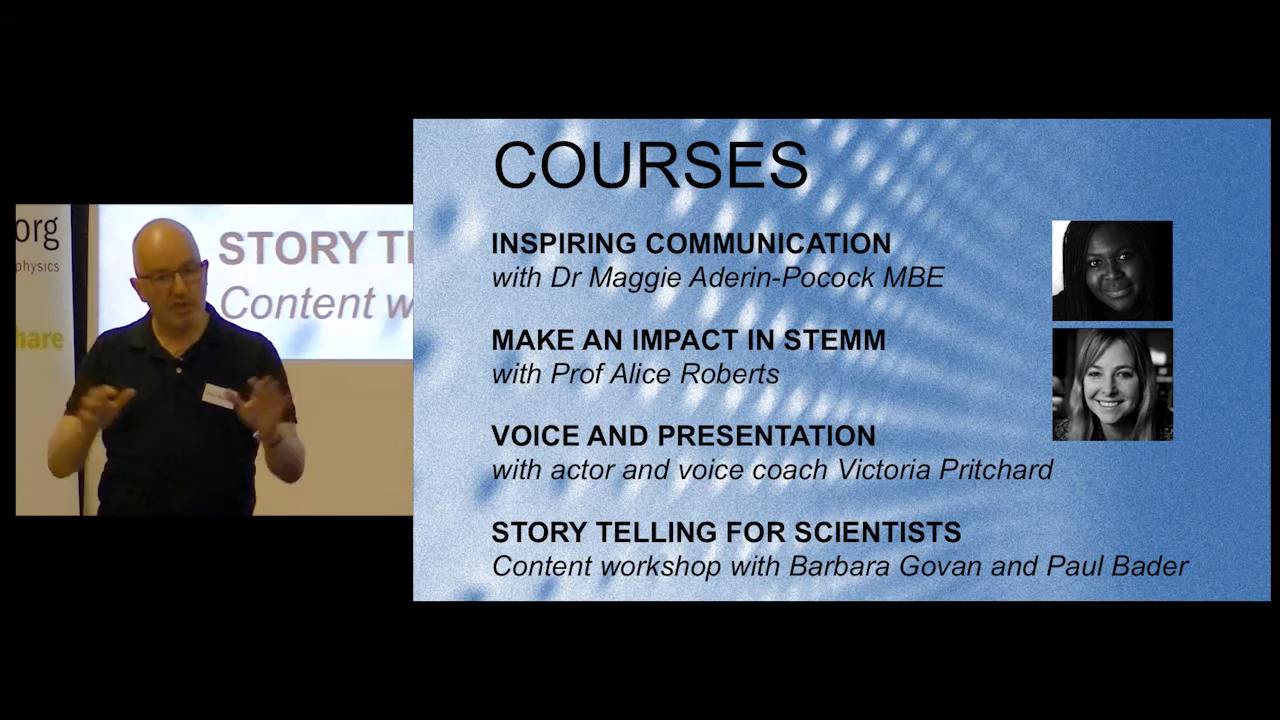 org
physics
hare
STORY TE
Content w
COURSES
INSPIRING COMMUNICATION
with Dr Maggie Aderin-Pocock MBE
MAKE AN IMPACT IN STEMM
with Prof Alice Roberts
VOICE AND PRESENTATION
with actor and voice coach Victoria Pritchard
STORY TELLING FOR SCIENTISTS
Content workshop with Barbara Govan and Paul Bader